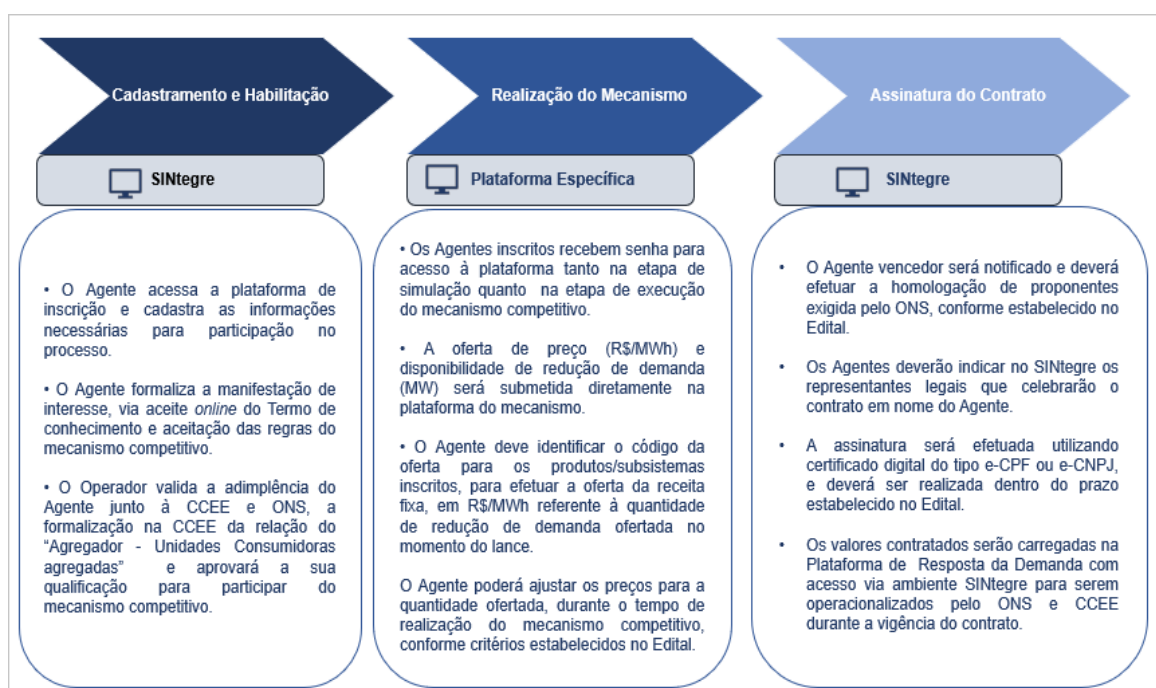 Cadastramento e Habilitação
SINtegre
• O Agente acessa a plataforma de
inscrição e cadastra as informações
necessárias para participação no
processo.
• O Agente formaliza a manifestação de
interesse, via aceite online do Termo de
conhecimento e aceitação das regras do
mecanismo competitivo.
• O Operador valida a adimplência do
Agente junto à CCEE e ONS, a
formalização na CCEE da relação do
“Agregador - Unidades Consumidoras
agregadas” e aprovará a sua
qualificação para participar do
mecanismo competitivo.
Realização do Mecanismo
Plataforma Específica
• Os Agentes inscritos recebem senha para
acesso à plataforma tanto na etapa de
simulação quanto na etapa de execução
do mecanismo competitivo.
• A oferta de preço (R$/MWh) e
disponibilidade de redução de demanda
(MW) será submetida diretamente na
plataforma do mecanismo.
• O Agente deve identificar o código da
oferta para os produtos/subsistemas
inscritos, para efetuar a oferta da receita
fixa, em R$/MWh referente à quantidade
de redução de demanda ofertada no
momento do lance.
O Agente poderá ajustar os preços para a
quantidade ofertada, durante o tempo de
realização do mecanismo competitivo,
conforme critérios estabelecidos no Edital.
Assinatura do Contrato
SINtegre
• O Agente vencedor será notificado e deverá
efetuar a homologação de proponentes
exigida pelo ONS, conforme estabelecido no
Edital.
• Os Agentes deverão indicar no SINtegre os
representantes legais que celebrarão o
contrato em nome do Agente.
• A assinatura será efetuada utilizando
certificado digital do tipo e-CPF ou e-CNPJ,
e deverá ser realizada dentro do prazo
estabelecido no Edital.
• Os valores contratados serão carregadas na
Plataforma de Resposta da Demanda com
acesso via ambiente SINtegre para serem
operacionalizados pelo ONS e CCEE
durante a vigência do contrato.